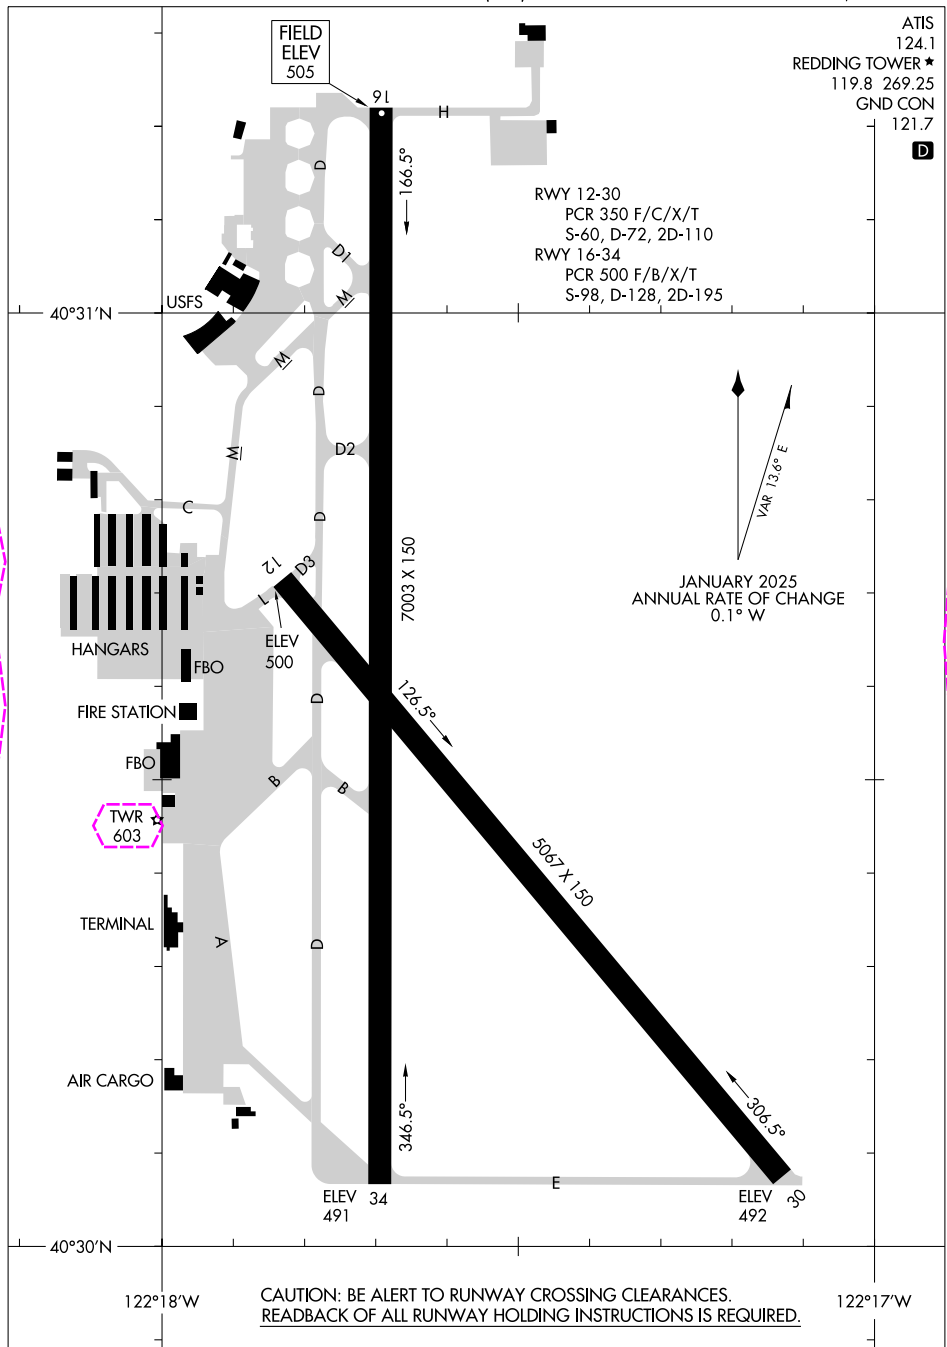 FIELD
ELEV
505
ATIS
124.1
REDDING TOWER ★
119.8 269.25
GND CON
121.7
D
16
H
D
166.5°
RWY 12-30
PCR 350 F/C/X/T
S-60, D-72, 2D-110
RWY 16-34
PCR 500 F/B/X/T
S-98, D-128, 2D-195
D1
M
USFS
40°31'N
M
D
D2
M
C
VAR 13.6° E
D
7003 X 150
12
D3
L
JANUARY 2025
ANNUAL RATE OF CHANGE
0.1° W
ELEV
500
HANGARS
FBO
D
126.5°
FIRE STATION
FBO
B
B
TWR
603
5067 X 150
TERMINAL
A
D
AIR CARGO
346.5°
306.5°
E
ELEV
491
34
ELEV
492
30
40°30'N
122°18'W
122°17'W
CAUTION: BE ALERT TO RUNWAY CROSSING CLEARANCES.
READBACK OF ALL RUNWAY HOLDING INSTRUCTIONS IS REQUIRED.